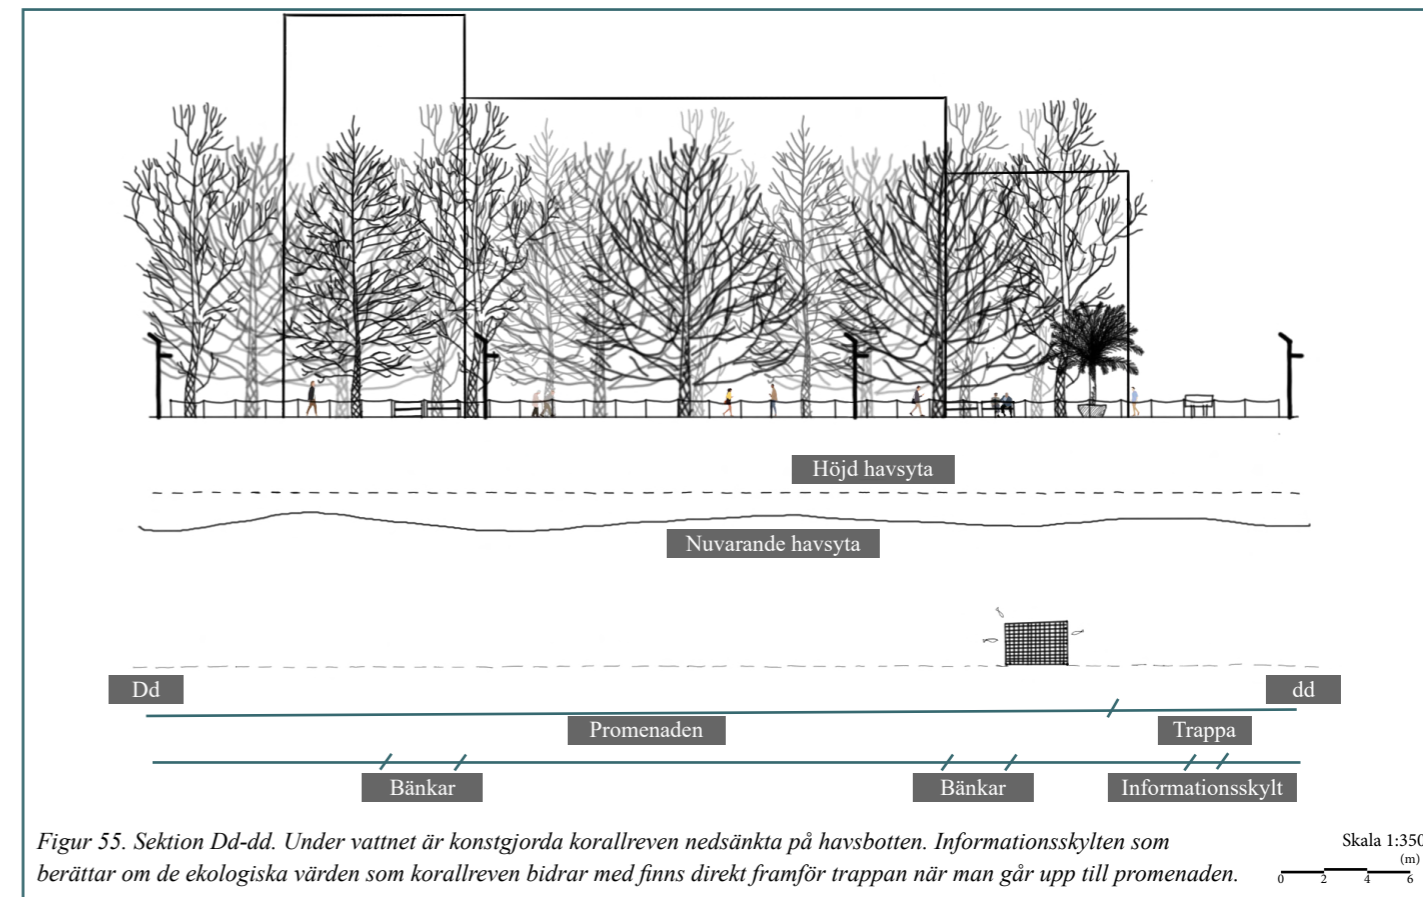 Höjd havsyta
Nuvarande havsyta
Dd
dd
Promenaden
Trappa
Bänkar
Bänkar
Informationsskylt
Figur 55. Sektion Dd-dd. Under vattnet är konstgjorda korallreven nedsänkta på havsbotten. Informationsskylten som
berättar om de ekologiska värden som korallreven bidrar med finns direkt framför trappan när man går upp till promenaden.
Skala 1:350
(m)
0 2 4 6